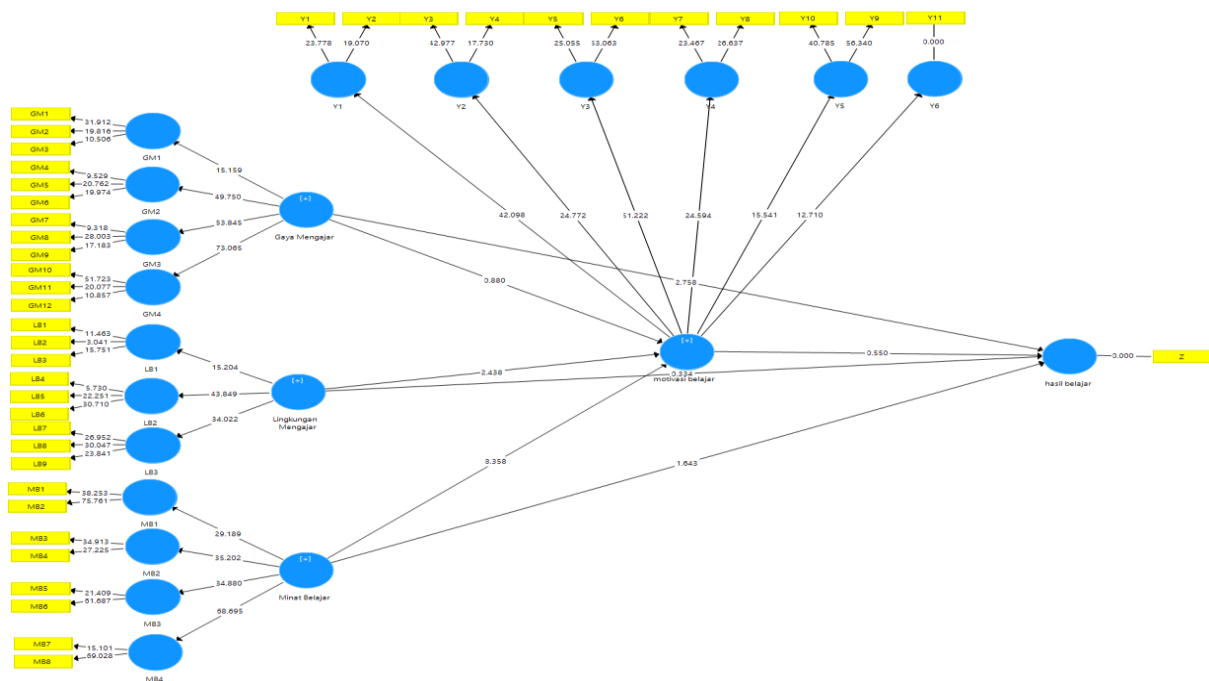 Y1 Y2 Y3 Y4 Y5 Y6 Y7 Y8 Y10 Y9 Y11
23.778 19.070 42.977 17.730 25.055 53.063 23.467 26.637 40.785 56.340 0.000
Y1 Y2 Y3 Y4 Y5 Y6
GM1
31.912
GM2
19.816
10.506
GM3
GM1
GM4
9.529
GM5
20.762
19.974
GM6
GM2
GM7
9.318
GM8
28.003
17.183
GM9
GM3
GM10
51.723
GM11
20.077
10.857
GM12
GM4
15.159
49.750
53.845
73.065
[+]
Gaya Mengajar
42.098 24.772 51.222 24.594 15.541 12.710
2.758
0.880
LB1
11.463
LB2
3.041
15.751
LB3
LB1
LB4
5.730
LB5
22.251
30.710
LB6
LB2
LB7
26.952
LB8
30.047
23.841
LB9
LB3
15.204
43.849
34.022
[+]
Lingkungan
Mengajar
2.438
0.334
[+]
motivasi belajar
0.550
hasil belajar
0.000
Z
8.358
1.643
MB1
38.253
MB2
75.761
MB1
MB3
34.913
MB4
27.225
MB2
MB5
21.409
MB6
61.687
MB3
MB7
15.101
MB8
69.028
MB4
29.189
35.202
34.880
68.695
[+]
Minat Belajar